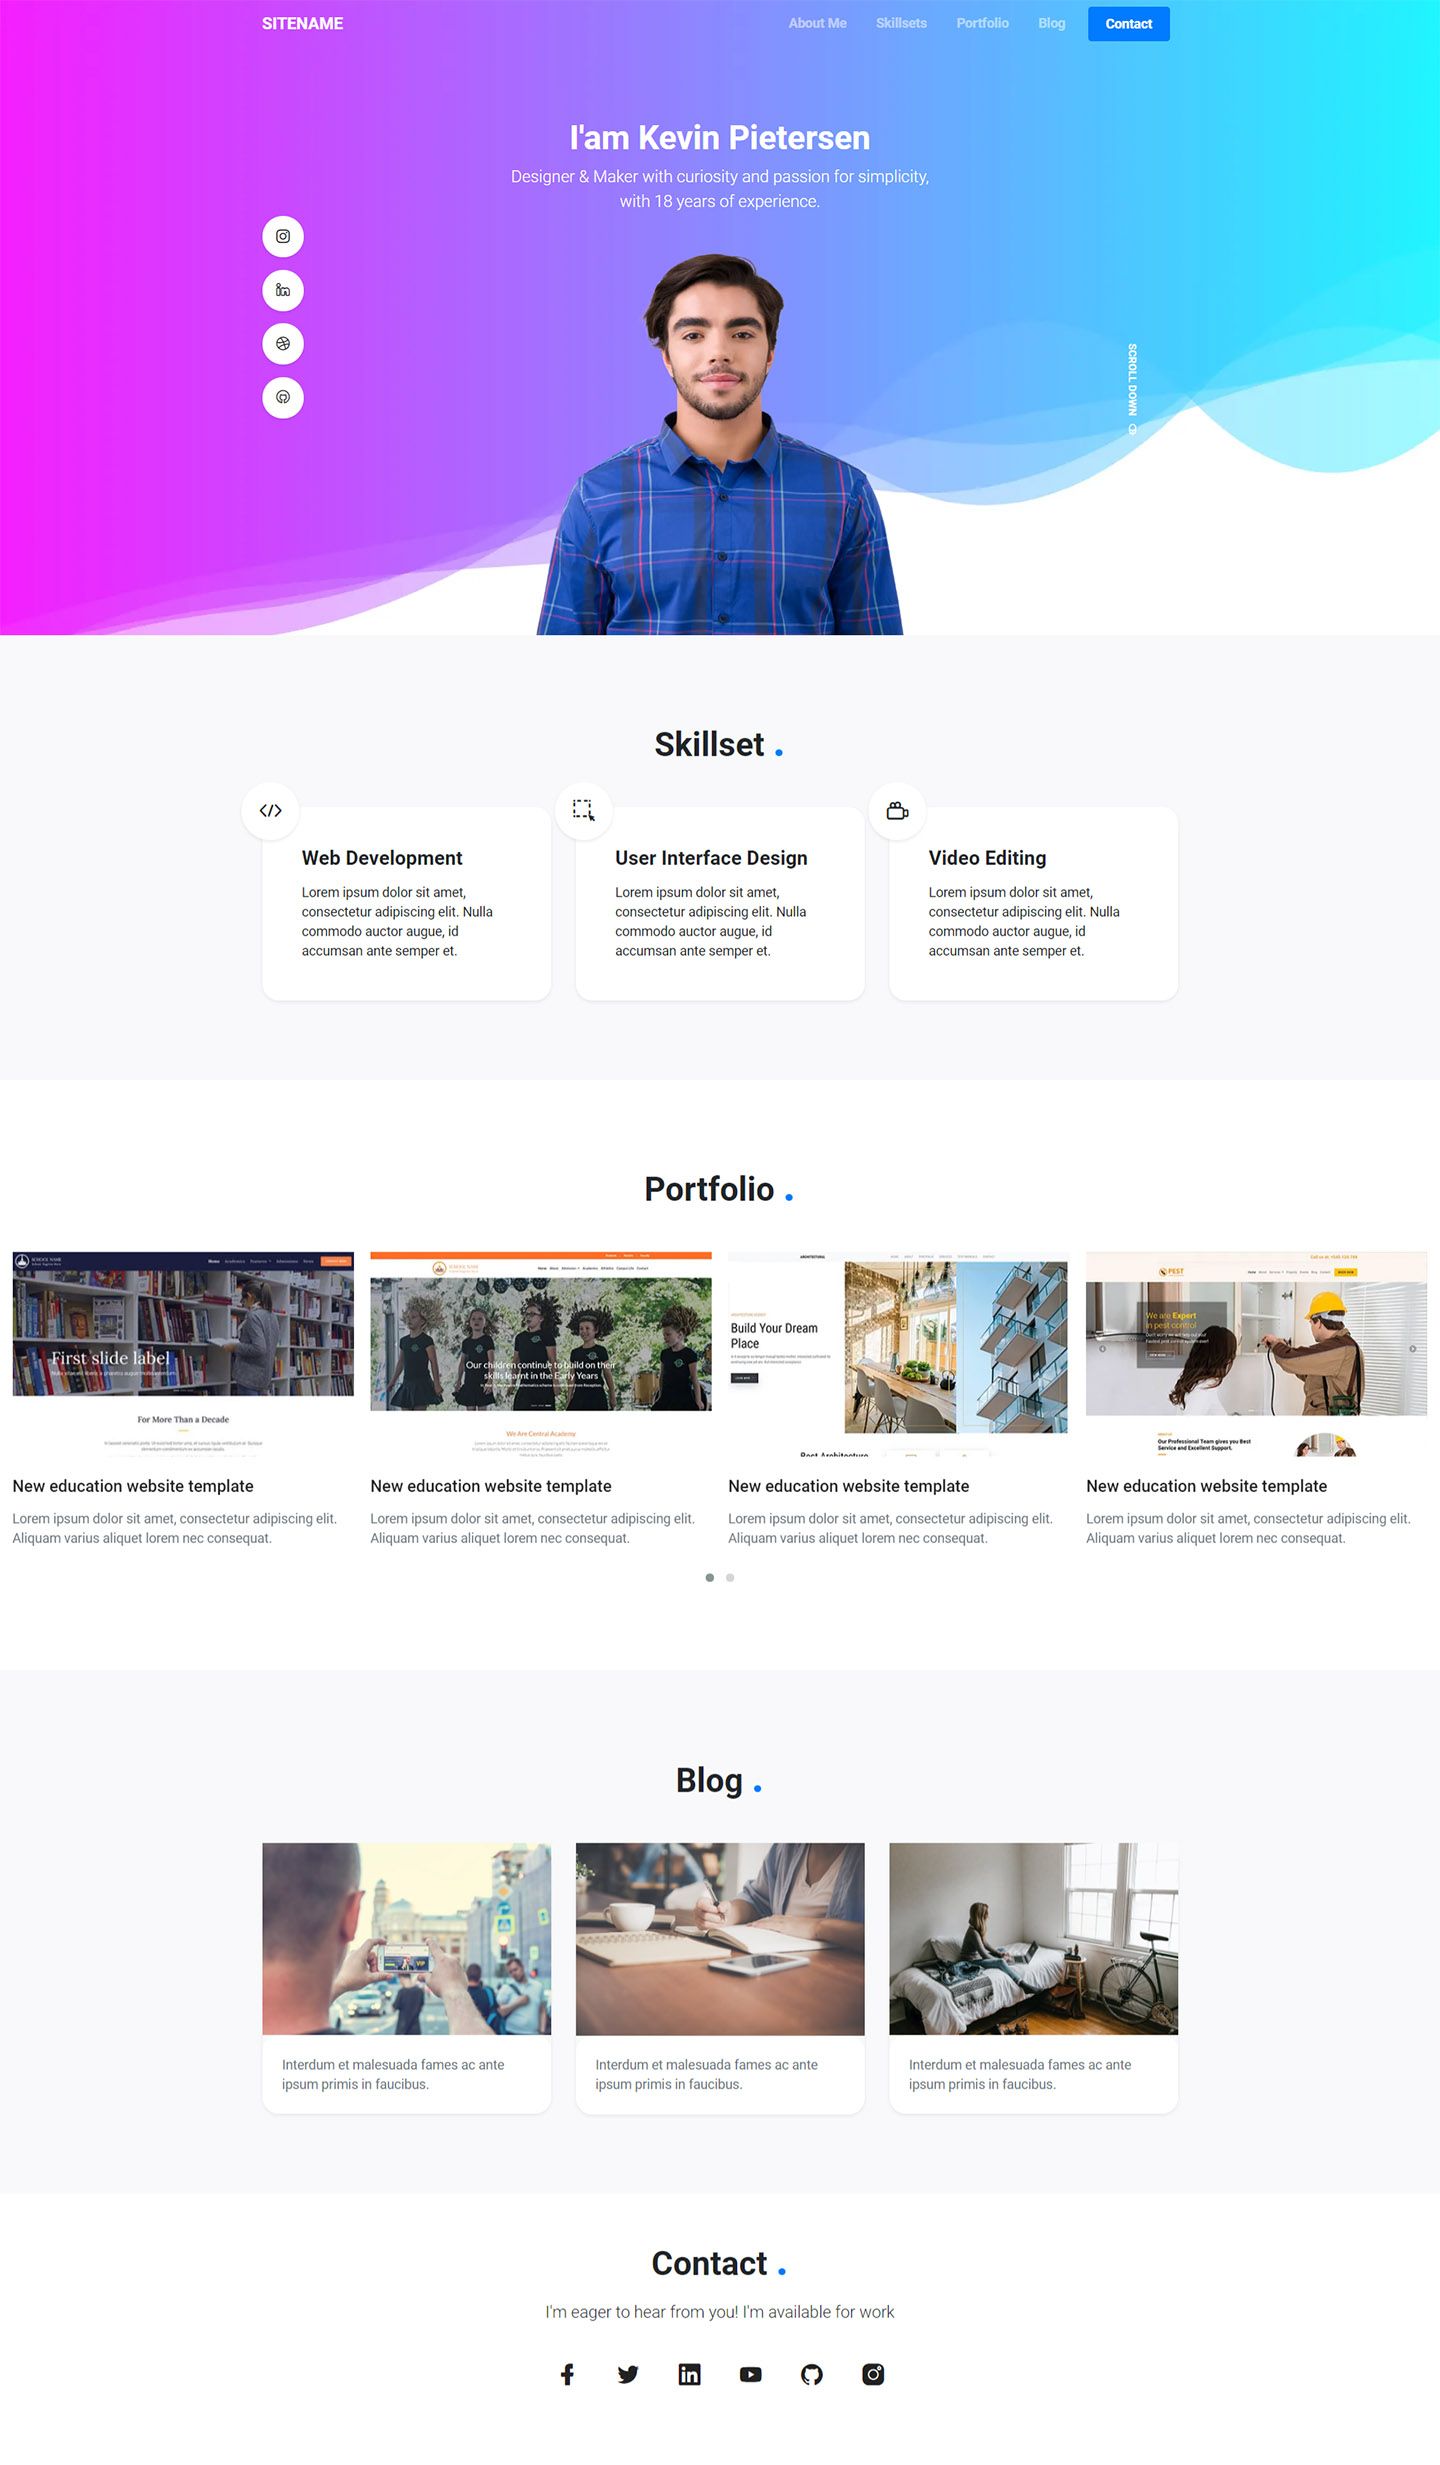 SITENAME
About Me Skillsets Portfolio Blog Contact
I'am Kevin Pietersen
Designer & Maker with curiosity and passion for simplicity,
with 18 years of experience.
SCROLL DOWN
Skillset .
Web Development
Lorem ipsum dolor sit amet,
consectetur adipiscing elit. Nulla
commodo auctor augue, id
accumsan ante semper et.
User Interface Design
Lorem ipsum dolor sit amet,
consectetur adipiscing elit. Nulla
commodo auctor augue, id
accumsan ante semper et.
Video Editing
Lorem ipsum dolor sit amet,
consectetur adipiscing elit. Nulla
commodo auctor augue, id
accumsan ante semper et.
Portfolio .
SCHOOL NAME
First slide label
For More Than a Decade
New education website template
Lorem ipsum dolor sit amet, consectetur adipiscing elit.
Aliquam varius aliquet lorem nec consequat.
SCHOOL NAME
Our children continue to build on their
skills learnt in the Early Years
We Are Central Academy
New education website template
Lorem ipsum dolor sit amet, consectetur adipiscing elit.
Aliquam varius aliquet lorem nec consequat.
ARCHITECTURAL
Build Your Dream
Place
Best Architecture
New education website template
Lorem ipsum dolor sit amet, consectetur adipiscing elit.
Aliquam varius aliquet lorem nec consequat.
PEST
We are Expert
in pest control
Our Professional Team gives you Best
Service and Excellent Support.
New education website template
Lorem ipsum dolor sit amet, consectetur adipiscing elit.
Aliquam varius aliquet lorem nec consequat.
Blog .
VIP
Interdum et malesuada fames ac ante
ipsum primis in faucibus.
Interdum et malesuada fames ac ante
ipsum primis in faucibus.
Interdum et malesuada fames ac ante
ipsum primis in faucibus.
Contact .
I'm eager to hear from you! I'm available for work